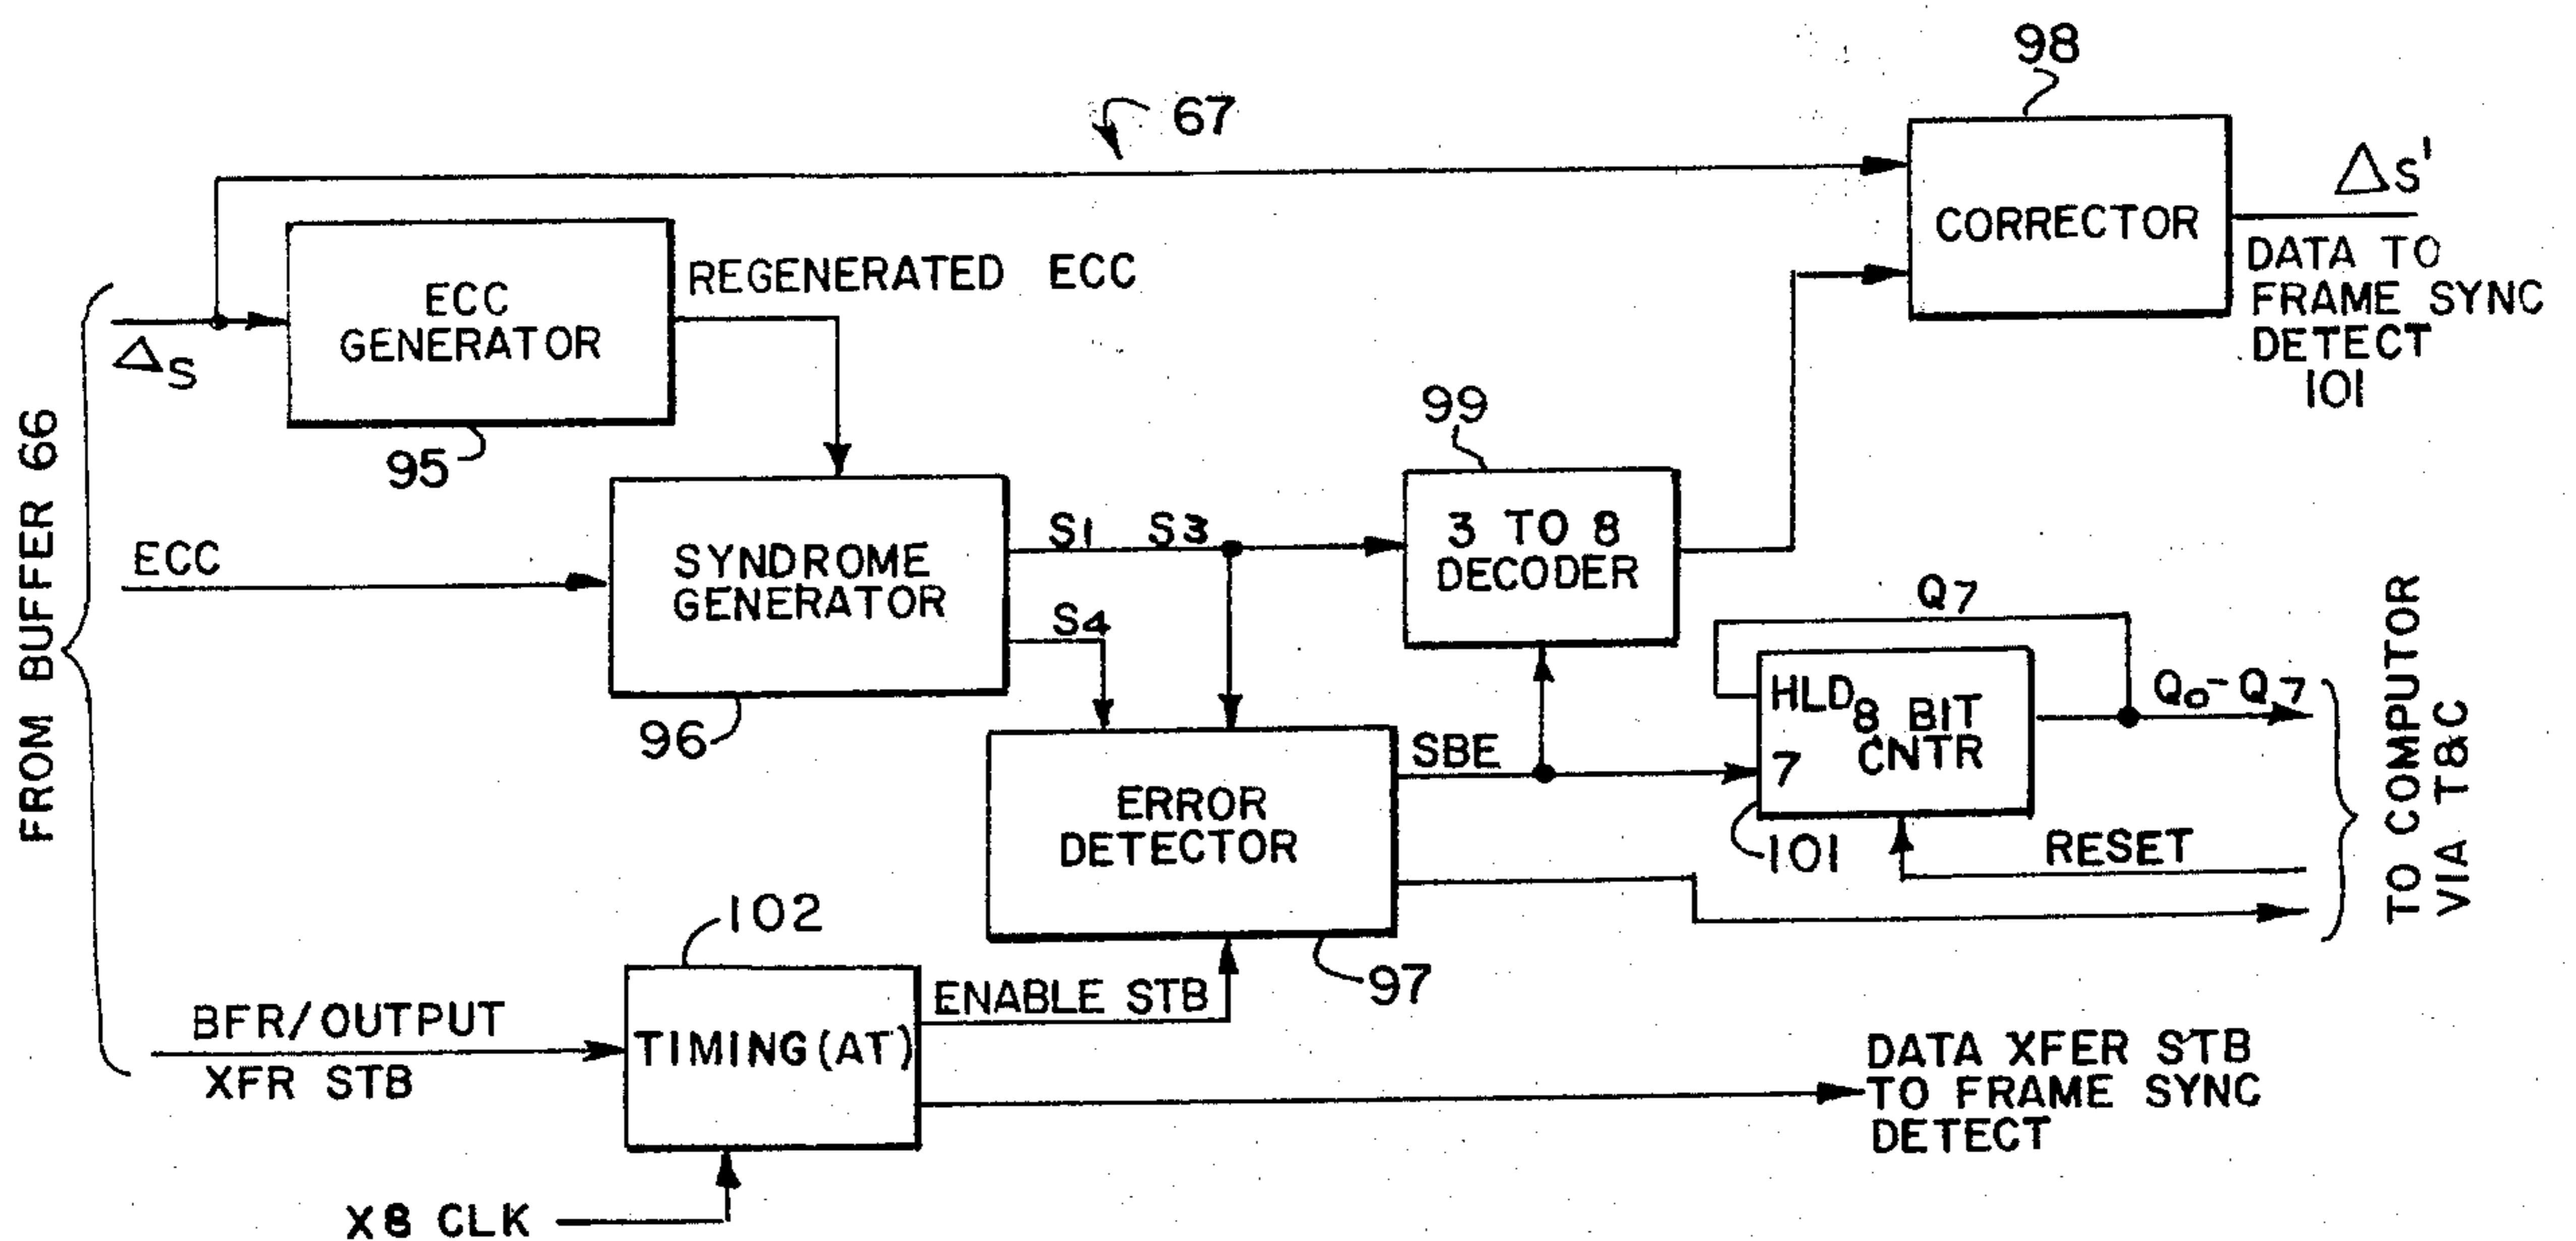 98
67
Δs'
CORRECTOR
DATA TO
FRAME SYNC
DETECT
101
REGENERATED ECC
ECC
GENERATOR
Δs
95
99
FROM BUFFER 66
ECC
S1 S3
3 TO 8
DECODER
SYNDROME
GENERATOR
S4
Q7
HLD
8 BIT
CNTR
7
Q0-Q7
96
SBE
ERROR
DETECTOR
101
RESET
TO COMPUTOR
VIA T&C
102
97
ENABLE STB
BFR/OUTPUT
XFR STB
TIMING(AT)
DATA XFER STB
TO FRAME SYNC
DETECT
X8 CLK